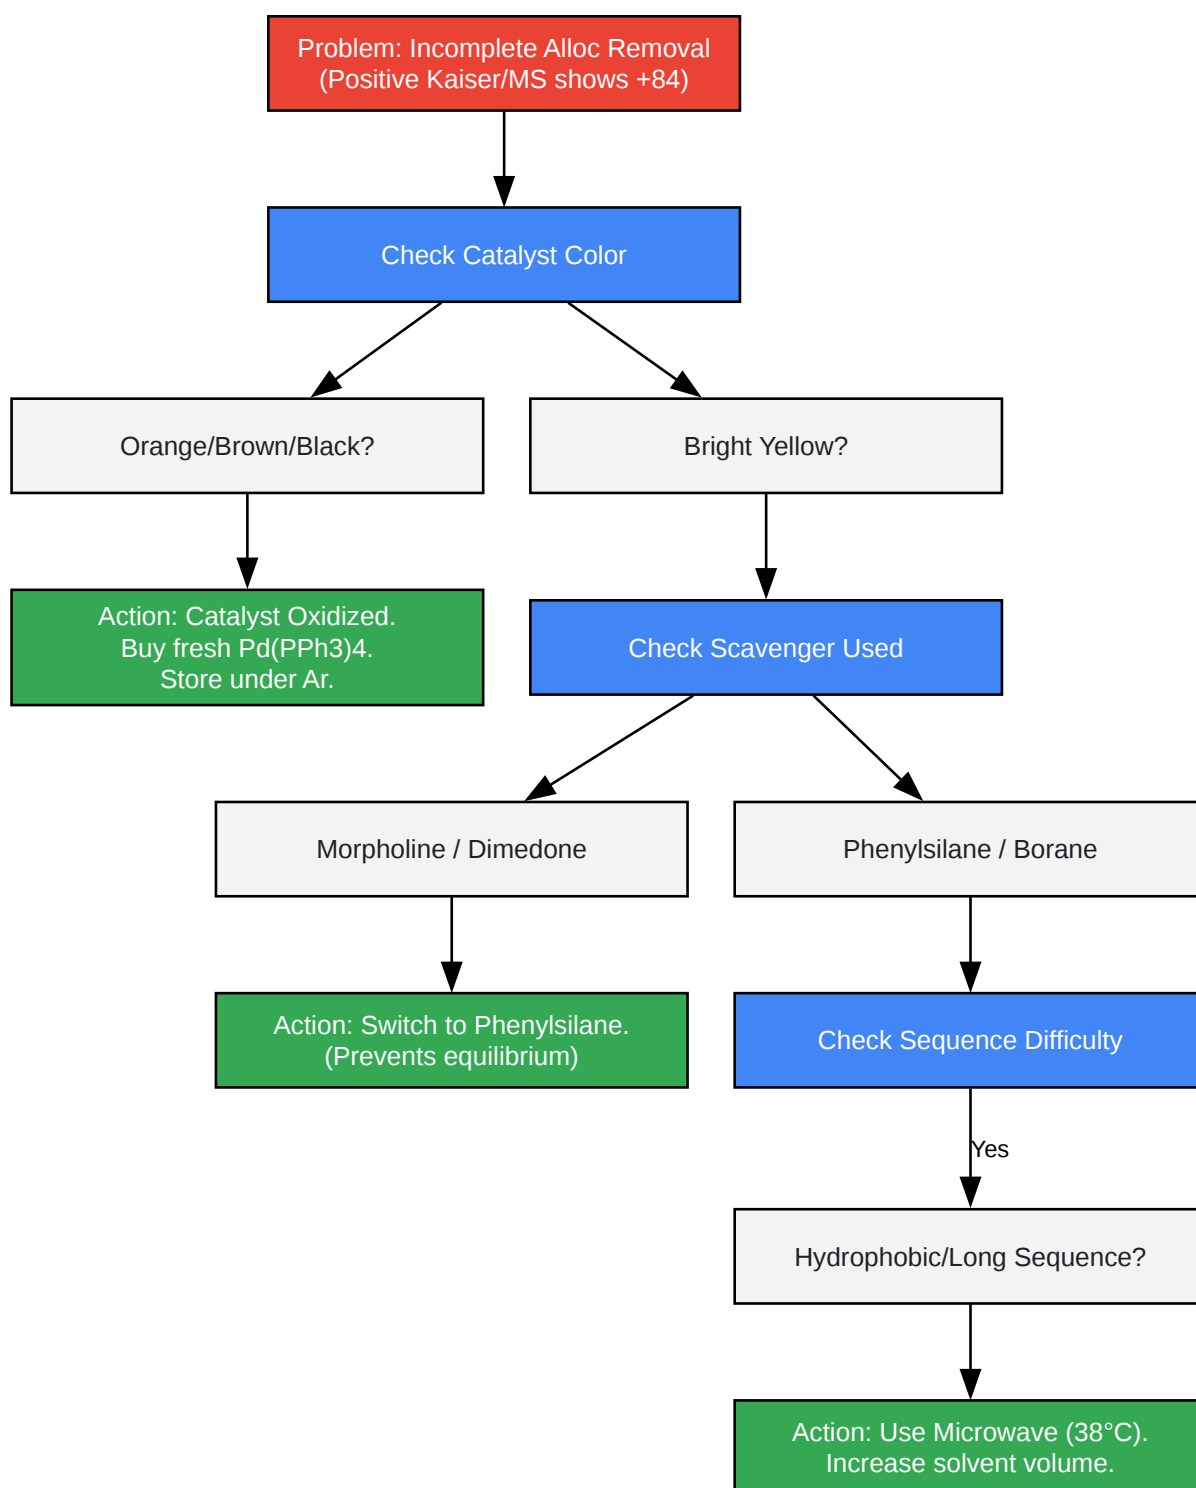 Problem: Incomplete Alloc Removal
(Positive Kaiser/MS shows +84)
Check Catalyst Color
Orange/Brown/Black?
Bright Yellow?
Action: Catalyst Oxidized.
Buy fresh Pd(PPh3)4.
Store under Ar.
Check Scavenger Used
Morpholine / Dimedone
Phenylsilane / Borane
Action: Switch to Phenylsilane.
(Prevents equilibrium)
Check Sequence Difficulty
Yes
Hydrophobic/Long Sequence?
Action: Use Microwave (38°C).
Increase solvent volume.